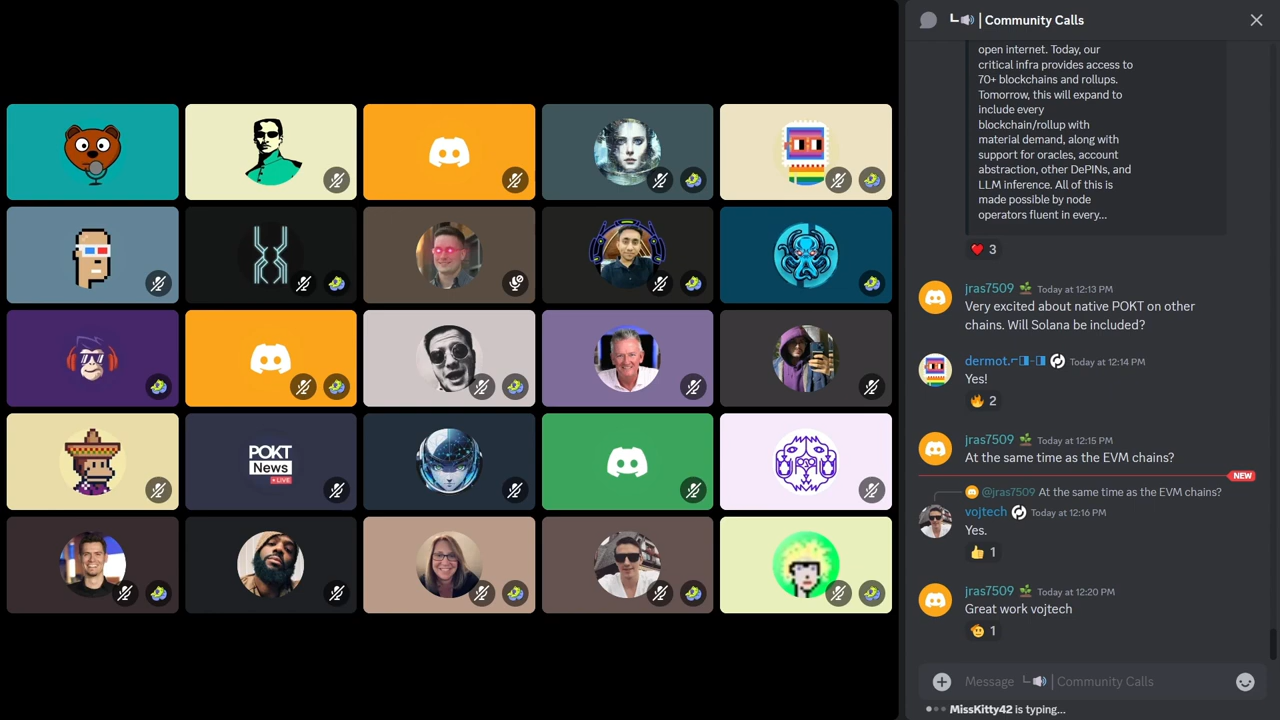 Community Calls
open internet. Today, our
critical infra provides access to
70+ blockchains and rollups.
Tomorrow, this will expand to
include every
blockchain/rollup with
material demand, along with
support for oracles, account
abstraction, other DePINs, and
LLM inference. All of this is
made possible by node
operators fluent in every...
3
jras7509 Today at 12:13 PM
Very excited about native POKT on other
chains. Will Solana be included?
dermot. Today at 12:14 PM
Yes!
2
jras7509 Today at 12:15 PM
At the same time as the EVM chains?
NEW
@jras7509 At the same time as the EVM chains?
vojtech Today at 12:16 PM
Yes.
1
jras7509 Today at 12:20 PM
Great work vojtech
1
Message Community Calls
MissKitty42 is typing...
POKT
News
LIVE